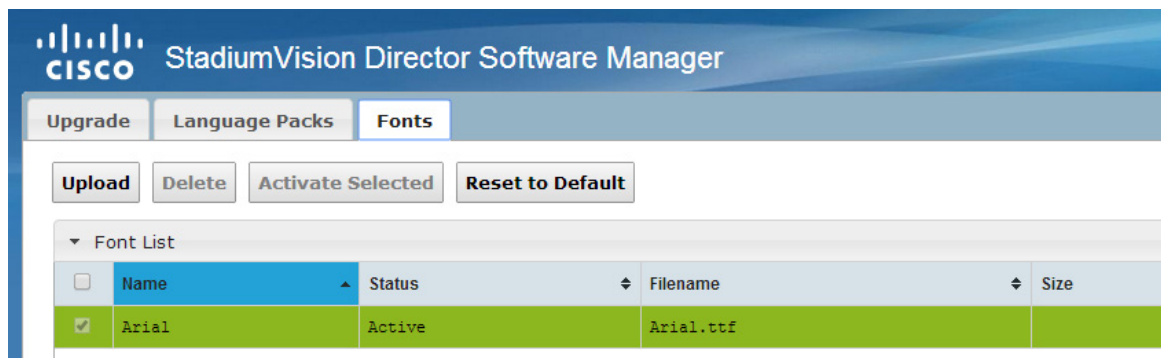 CISCO
StadiumVision Director Software Manager
Upgrade Language Packs Fonts
Upload Delete Activate Selected Reset to Default
Font List
Name Status Filename Size
Arial Active Arial.ttf